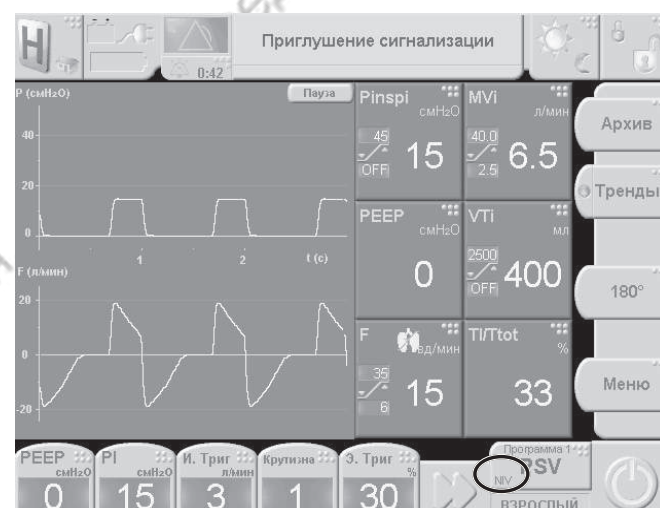 H
0:42
Приглушение сигнализации
P (смH₂O)
Пауза
40
20
0
1
2
t (c)
F (л/мин)
20
0
-20
Pinspi
смH₂O
45
OFF
15
MVi
л/мин
40.0
2.5
6.5
PEEP
смH₂O
0
VTi
мл
2500
OFF
400
F
вд/мин
35
6
15
TI/Ttot
%
33
Архив
Тренды
180°
Меню
PEEP
смH₂O
0
PI
смH₂O
15
И. Триг
л/мин
3
Крутизна
1
Э. Триг
%
30
Программа 1
PSV
NIV
ВЗРОСЛЫЙ